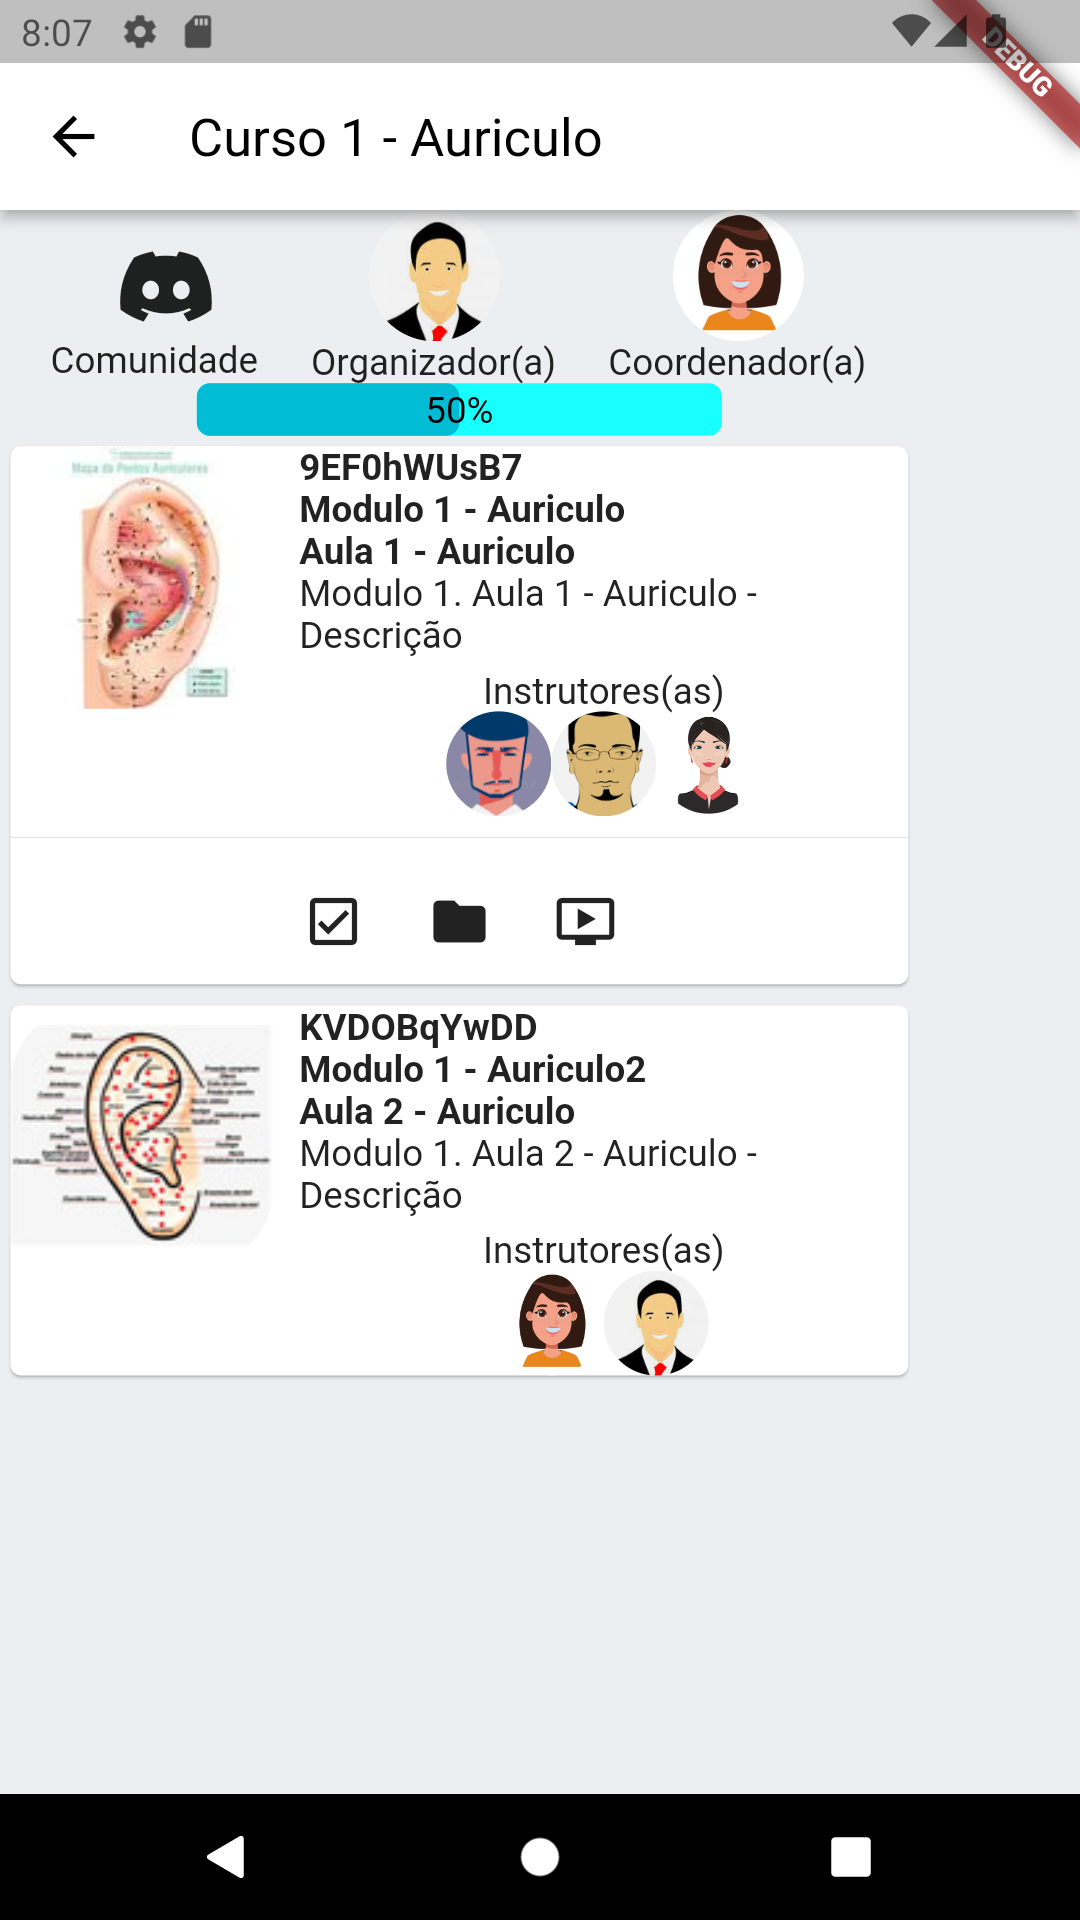 8:07
DEBUG
Curso 1 - Auriculo
Comunidade
Organizador(a)
Coordenador(a)
50%
Mapa de Pontos Auriculares
9EF0hWUsB7
Modulo 1 - Auriculo
Aula 1 - Auriculo
Modulo 1. Aula 1 - Auriculo -
Descrição
Instrutores(as)
KVDOBqYwDD
Modulo 1 - Auriculo2
Aula 2 - Auriculo
Modulo 1. Aula 2 - Auriculo -
Descrição
Instrutores(as)